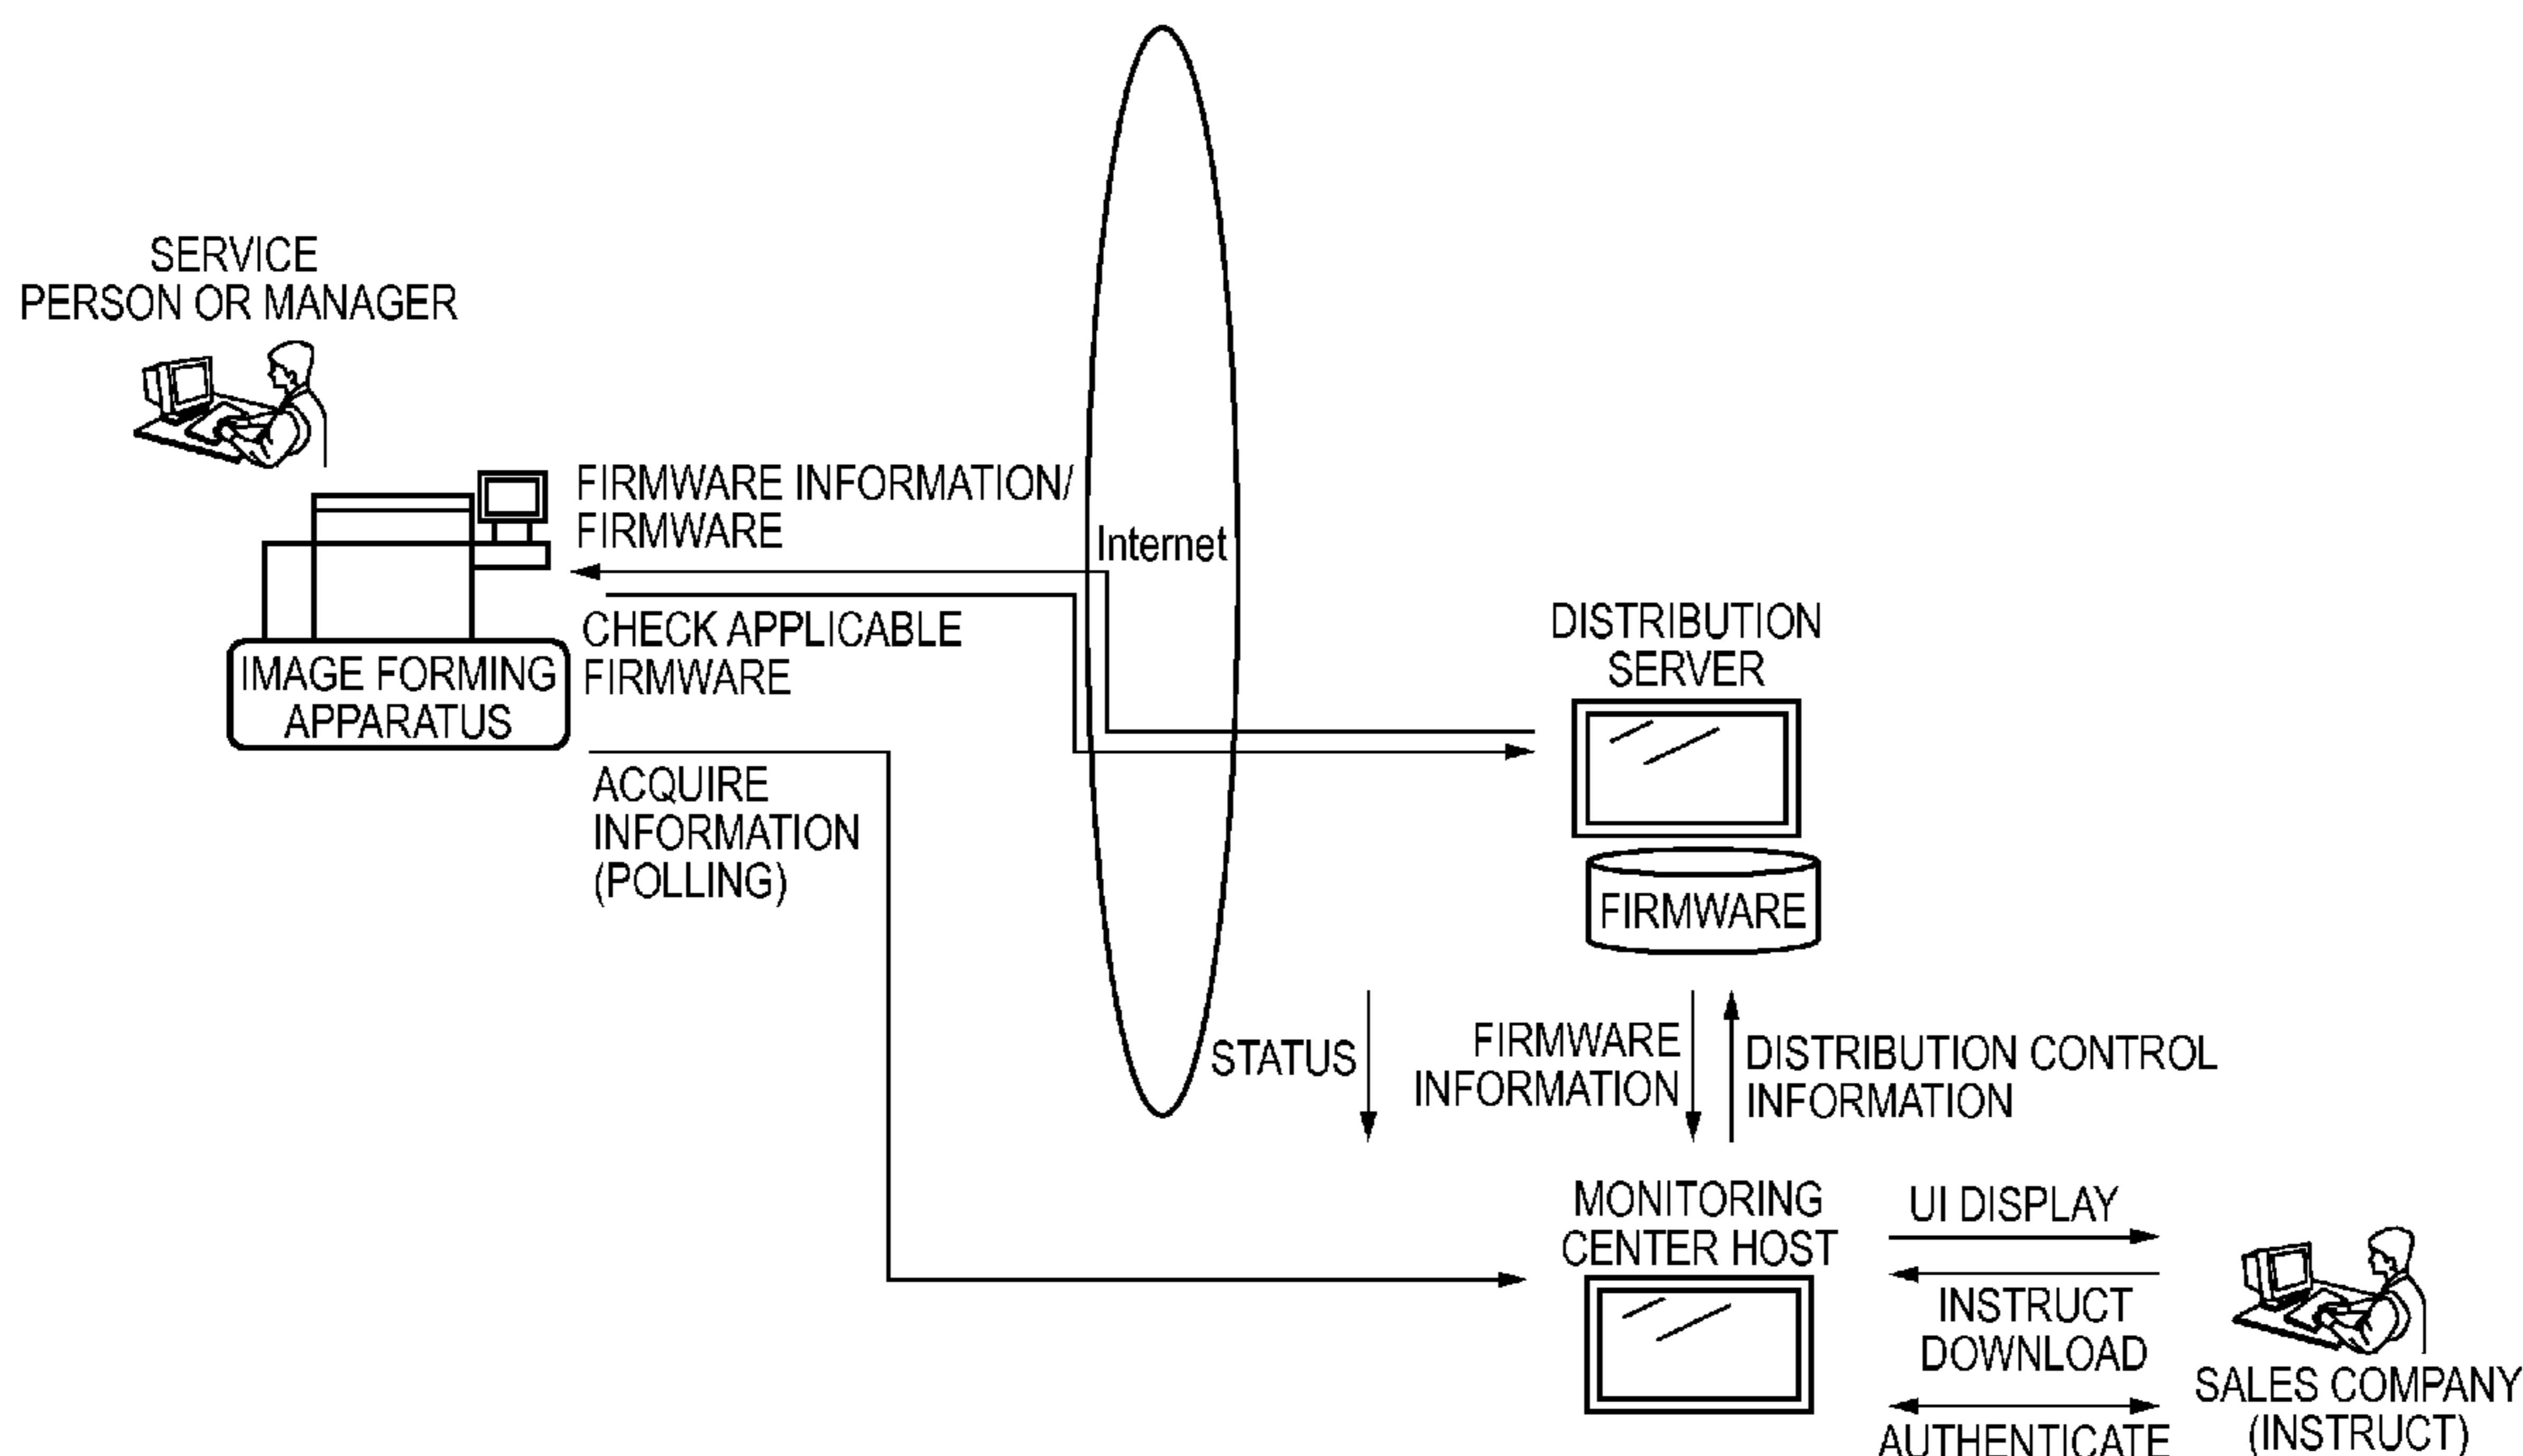 SERVICE
PERSON OR MANAGER
FIRMWARE INFORMATION/
FIRMWARE
Internet
CHECK APPLICABLE
FIRMWARE
IMAGE FORMING
APPARATUS
ACQUIRE
INFORMATION
(POLLING)
DISTRIBUTION
SERVER
FIRMWARE
STATUS
FIRMWARE
INFORMATION
DISTRIBUTION CONTROL
INFORMATION
MONITORING
CENTER HOST
UI DISPLAY
INSTRUCT
DOWNLOAD
AUTHENTICATE
SALES COMPANY
(INSTRUCT)